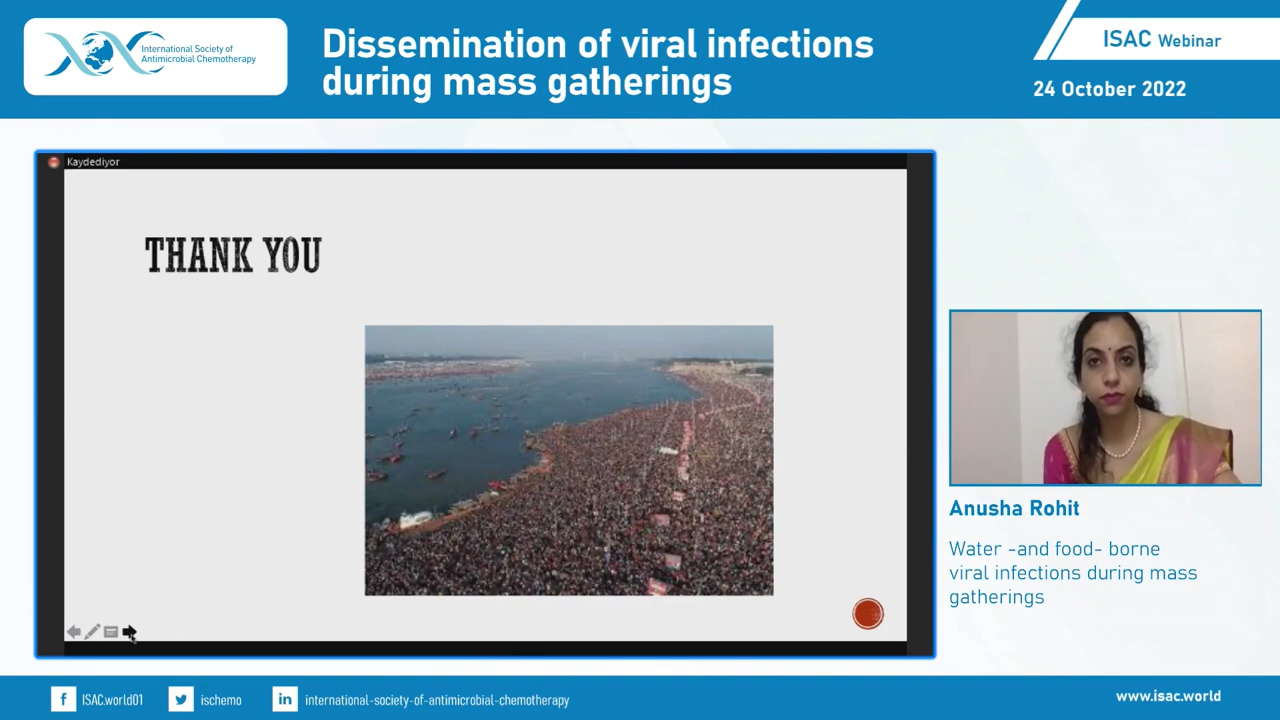 International Society of
Antimicrobial Chemotherapy
Dissemination of viral infections
during mass gatherings
ISAC Webinar
24 October 2022
Kaydediyor
THANK YOU
Anusha Rohit
Water -and food- borne
viral infections during mass
gatherings
f ISAC.world01
ischemo
in international-society-of-antimicrobial-chemotherapy
www.isac.world